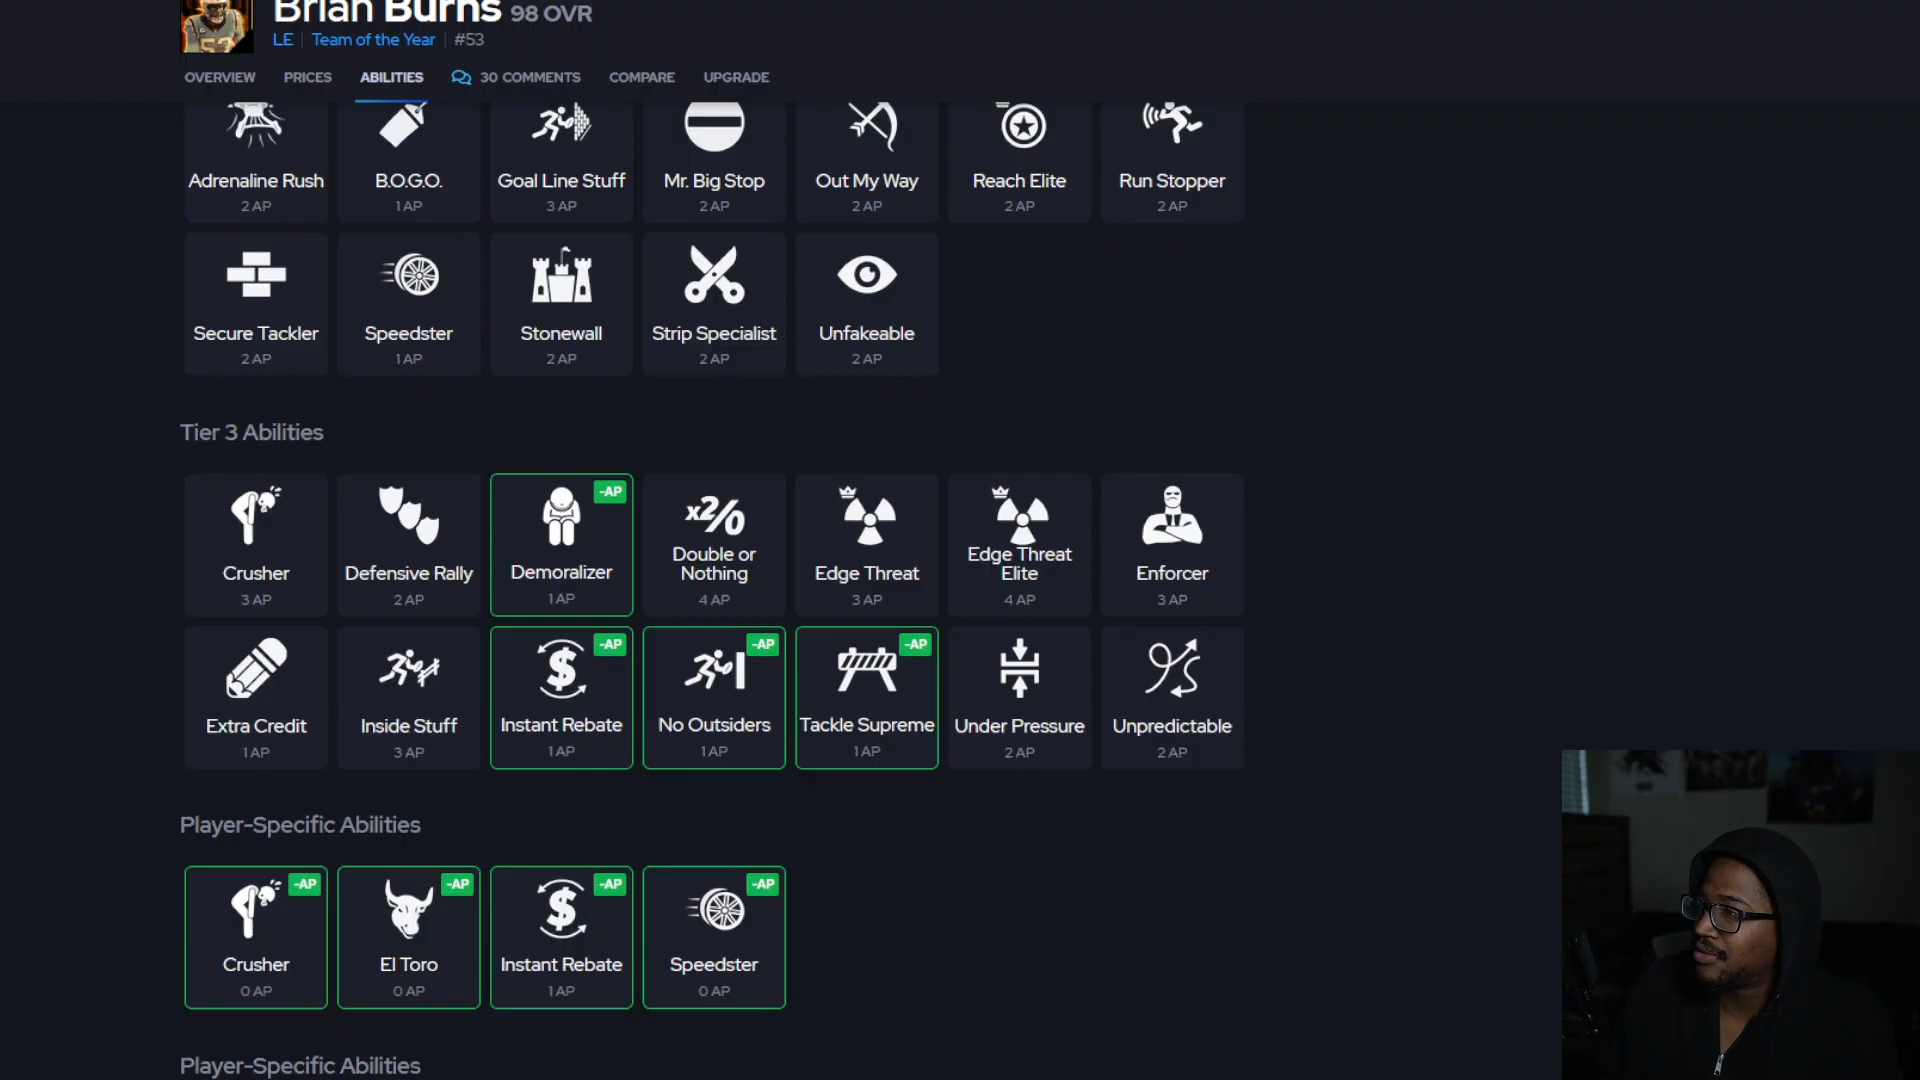 Brian Burns 98 OVR
LE | Team of the Year | #53
OVERVIEW PRICES ABILITIES 30 COMMENTS COMPARE UPGRADE
Adrenaline Rush B.O.G.O. Goal Line Stuff Mr. Big Stop Out My Way Reach Elite Run Stopper
2 AP 1 AP 3 AP 2 AP 2 AP 2 AP 2 AP
Secure Tackler Speedster Stonewall Strip Specialist Unfakeable
2 AP 1 AP 2 AP 2 AP 2 AP
Tier 3 Abilities
-AP
x2/0
Crusher Defensive Rally Demoralizer Double or Nothing Edge Threat Edge Threat Elite Enforcer
3 AP 2 AP 1 AP 4 AP 3 AP 4 AP 3 AP
-AP -AP -AP
$
Extra Credit Inside Stuff Instant Rebate No Outsiders Tackle Supreme Under Pressure Unpredictable
1 AP 3 AP 1 AP 1 AP 1 AP 2 AP 2 AP
Player-Specific Abilities
-AP -AP -AP -AP
$
Crusher El Toro Instant Rebate Speedster
0 AP 0 AP 1 AP 0 AP
Player-Specific Abilities